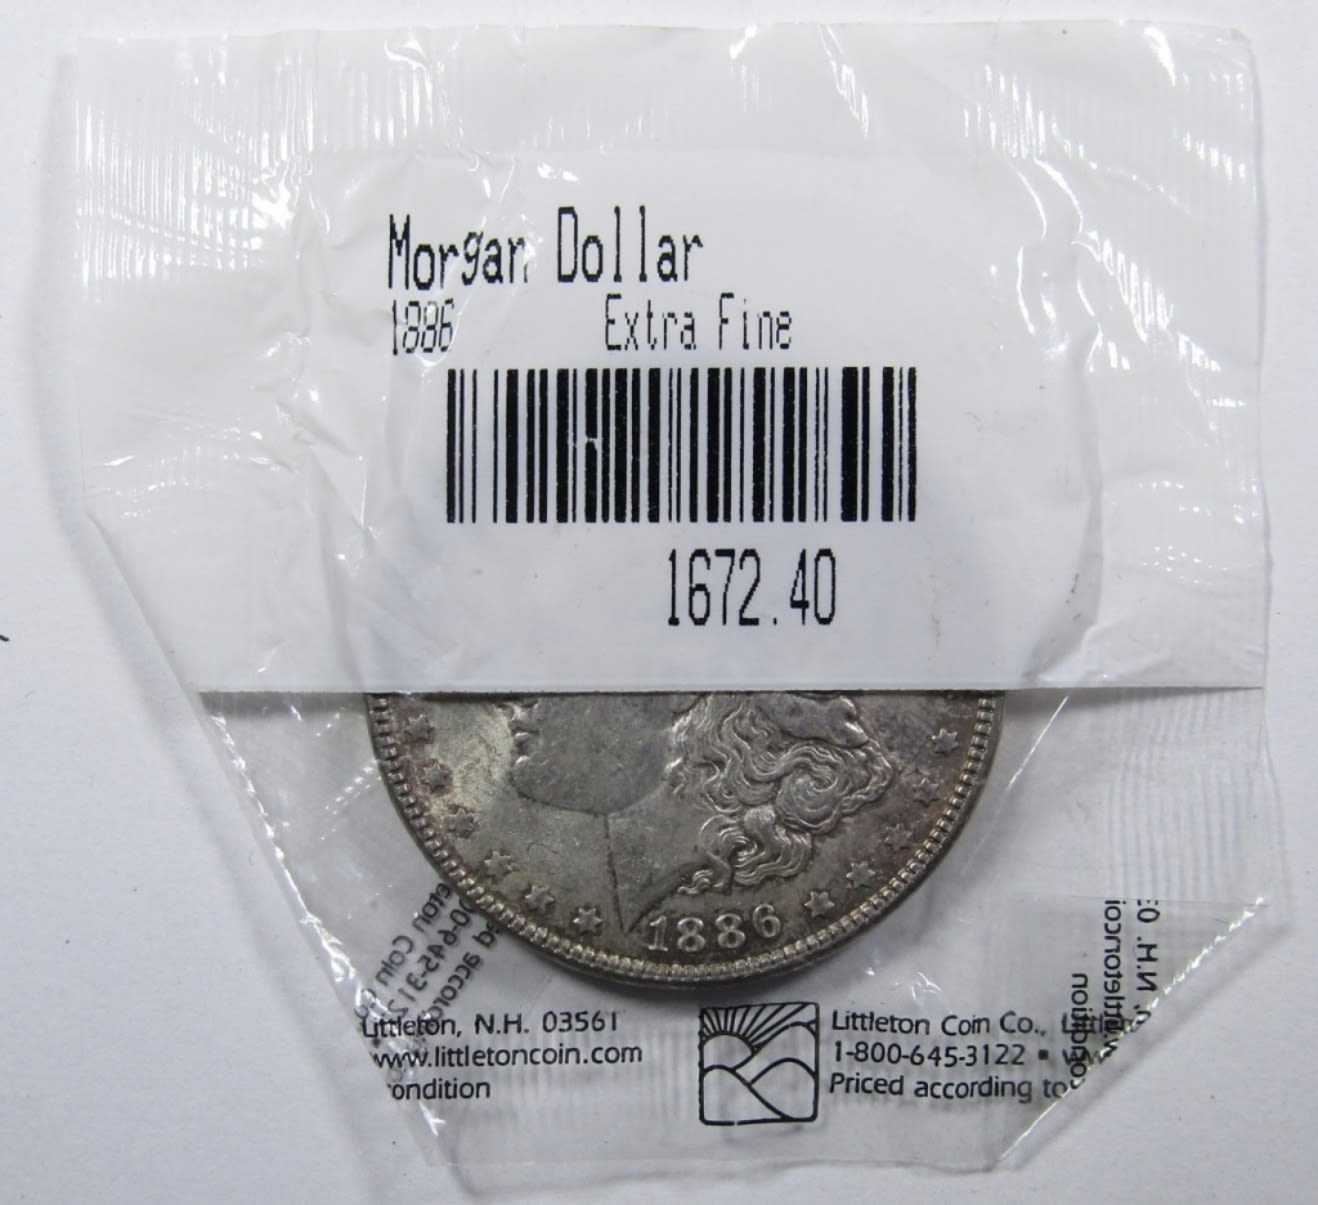 Morgan Dollar
1886 Extra Fine
1672.40
1886
Littleton, N.H. 03561
www.littletoncoin.com
condition
Littleton Coin Co.,
1-800-645-3122 ▪
Priced according to